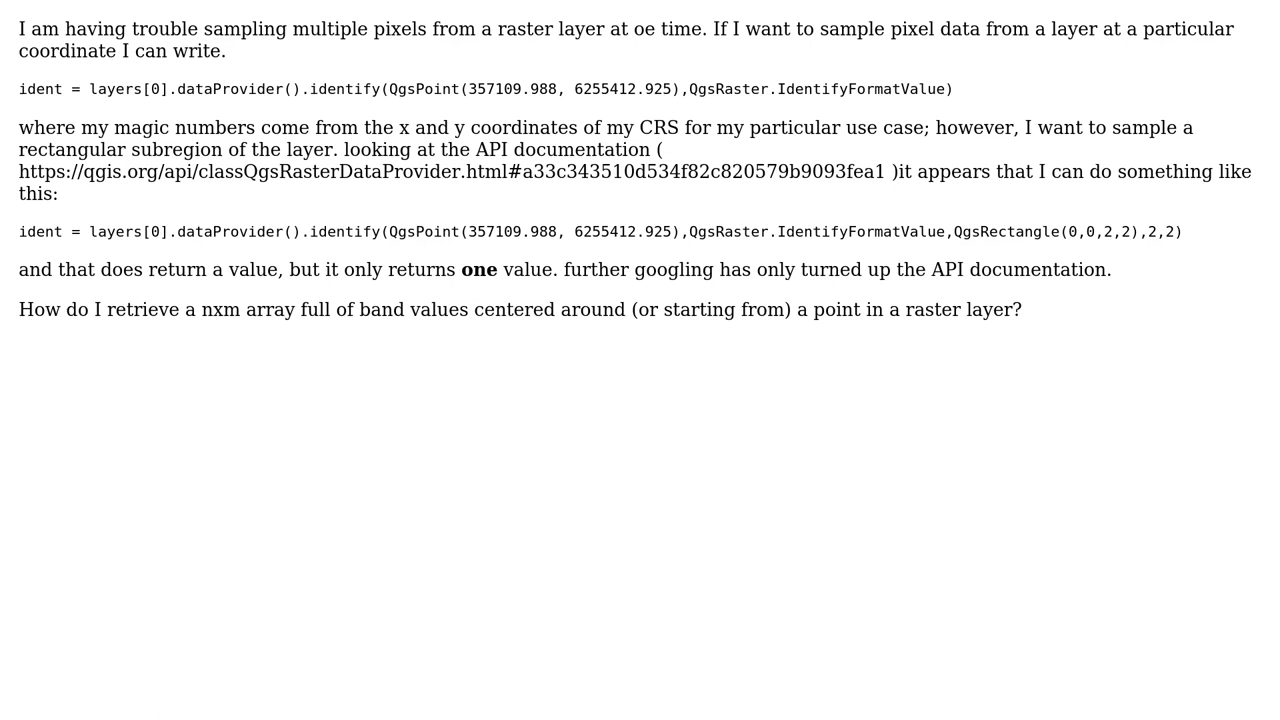 I am having trouble sampling multiple pixels from a raster layer at oe time. If I want to sample pixel data from a layer at a particular
coordinate I can write.
ident = layers[0].dataProvider().identify(QgsPoint(357109.988, 6255412.925),QgsRaster.IdentifyFormatValue)
where my magic numbers come from the x and y coordinates of my CRS for my particular use case; however, I want to sample a
rectangular subregion of the layer. looking at the API documentation (
https://qgis.org/api/classQgsRasterDataProvider.html#a33c343510d534f82c820579b9093fea1 )it appears that I can do something like
this:
ident = layers[0].dataProvider().identify(QgsPoint(357109.988, 6255412.925),QgsRaster.IdentifyFormatValue,QgsRectangle(0,0,2,2),2,2)
and that does return a value, but it only returns one value. further googling has only turned up the API documentation.
How do I retrieve a nxm array full of band values centered around (or starting from) a point in a raster layer?